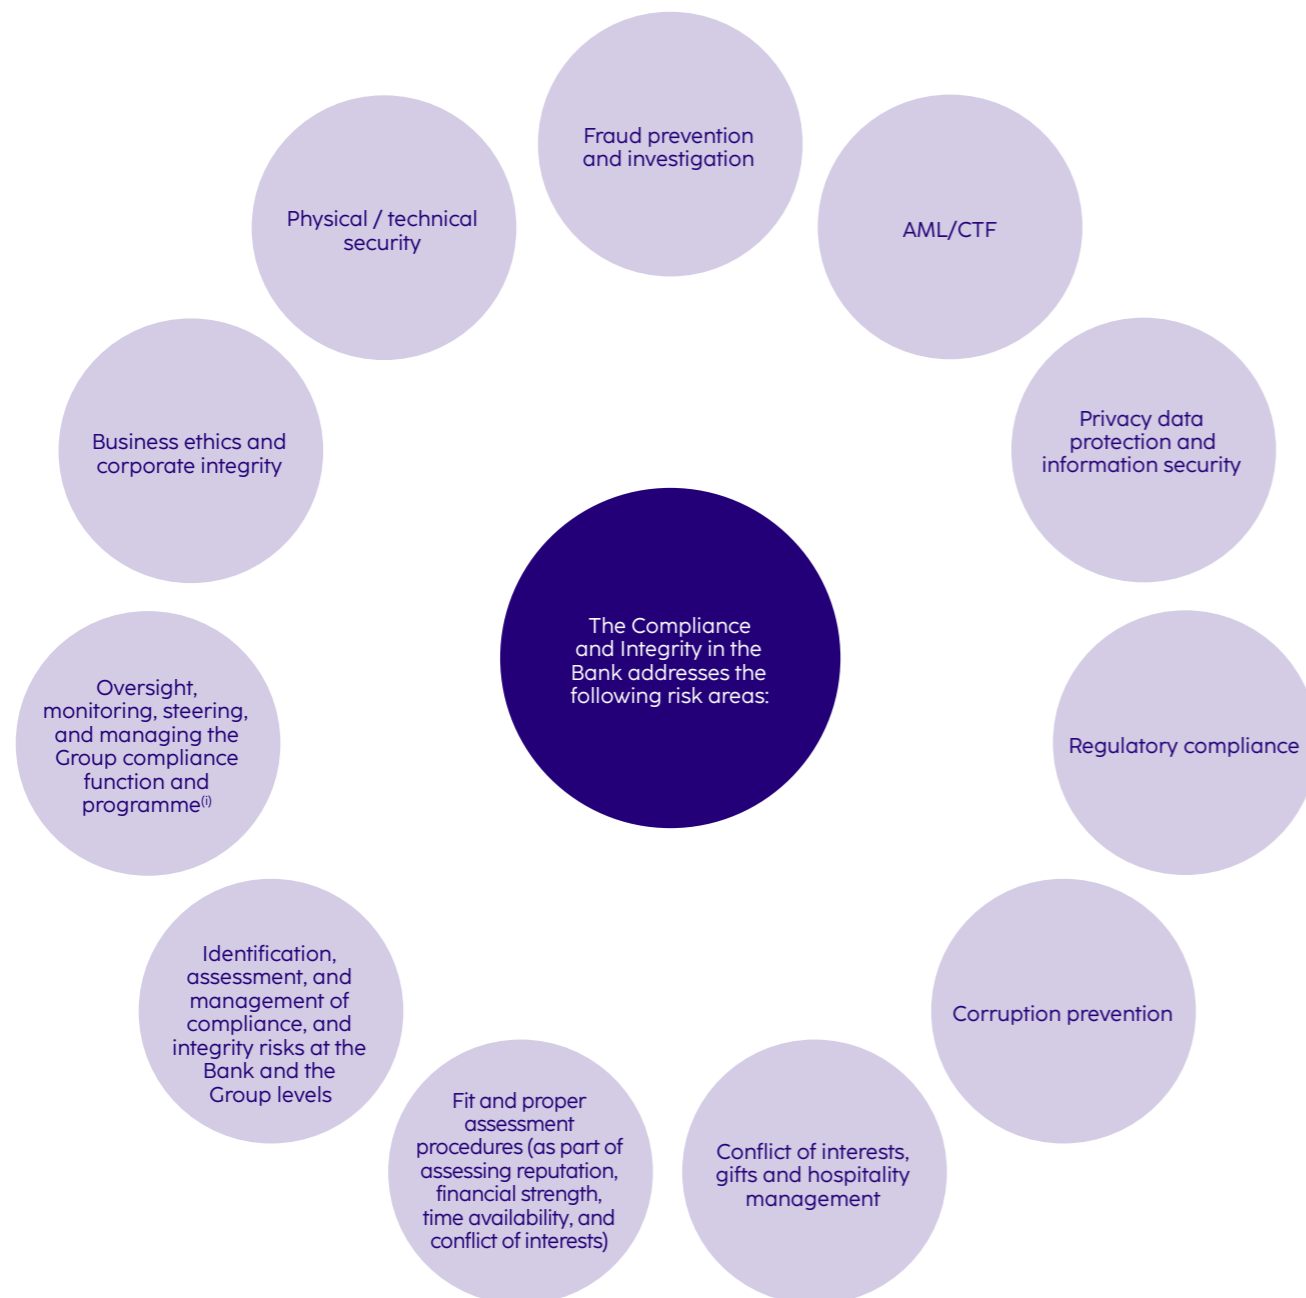 Fraud prevention
and investigation
AML/CTF
Privacy data
protection and
information security
Regulatory compliance
Corruption prevention
Conflict of interests,
gifts and hospitality
management
Fit and proper
assessment
procedures (as part of
assessing reputation,
financial strength,
time availability, and
conflict of interests)
Identification,
assessment, and
management of
compliance, and
integrity risks at the
Bank and the
Group levels
Oversight,
monitoring, steering,
and managing the
Group compliance
function and
programme(i)
Business ethics and
corporate integrity
Physical / technical
security
The Compliance
and Integrity in the
Bank addresses the
following risk areas: